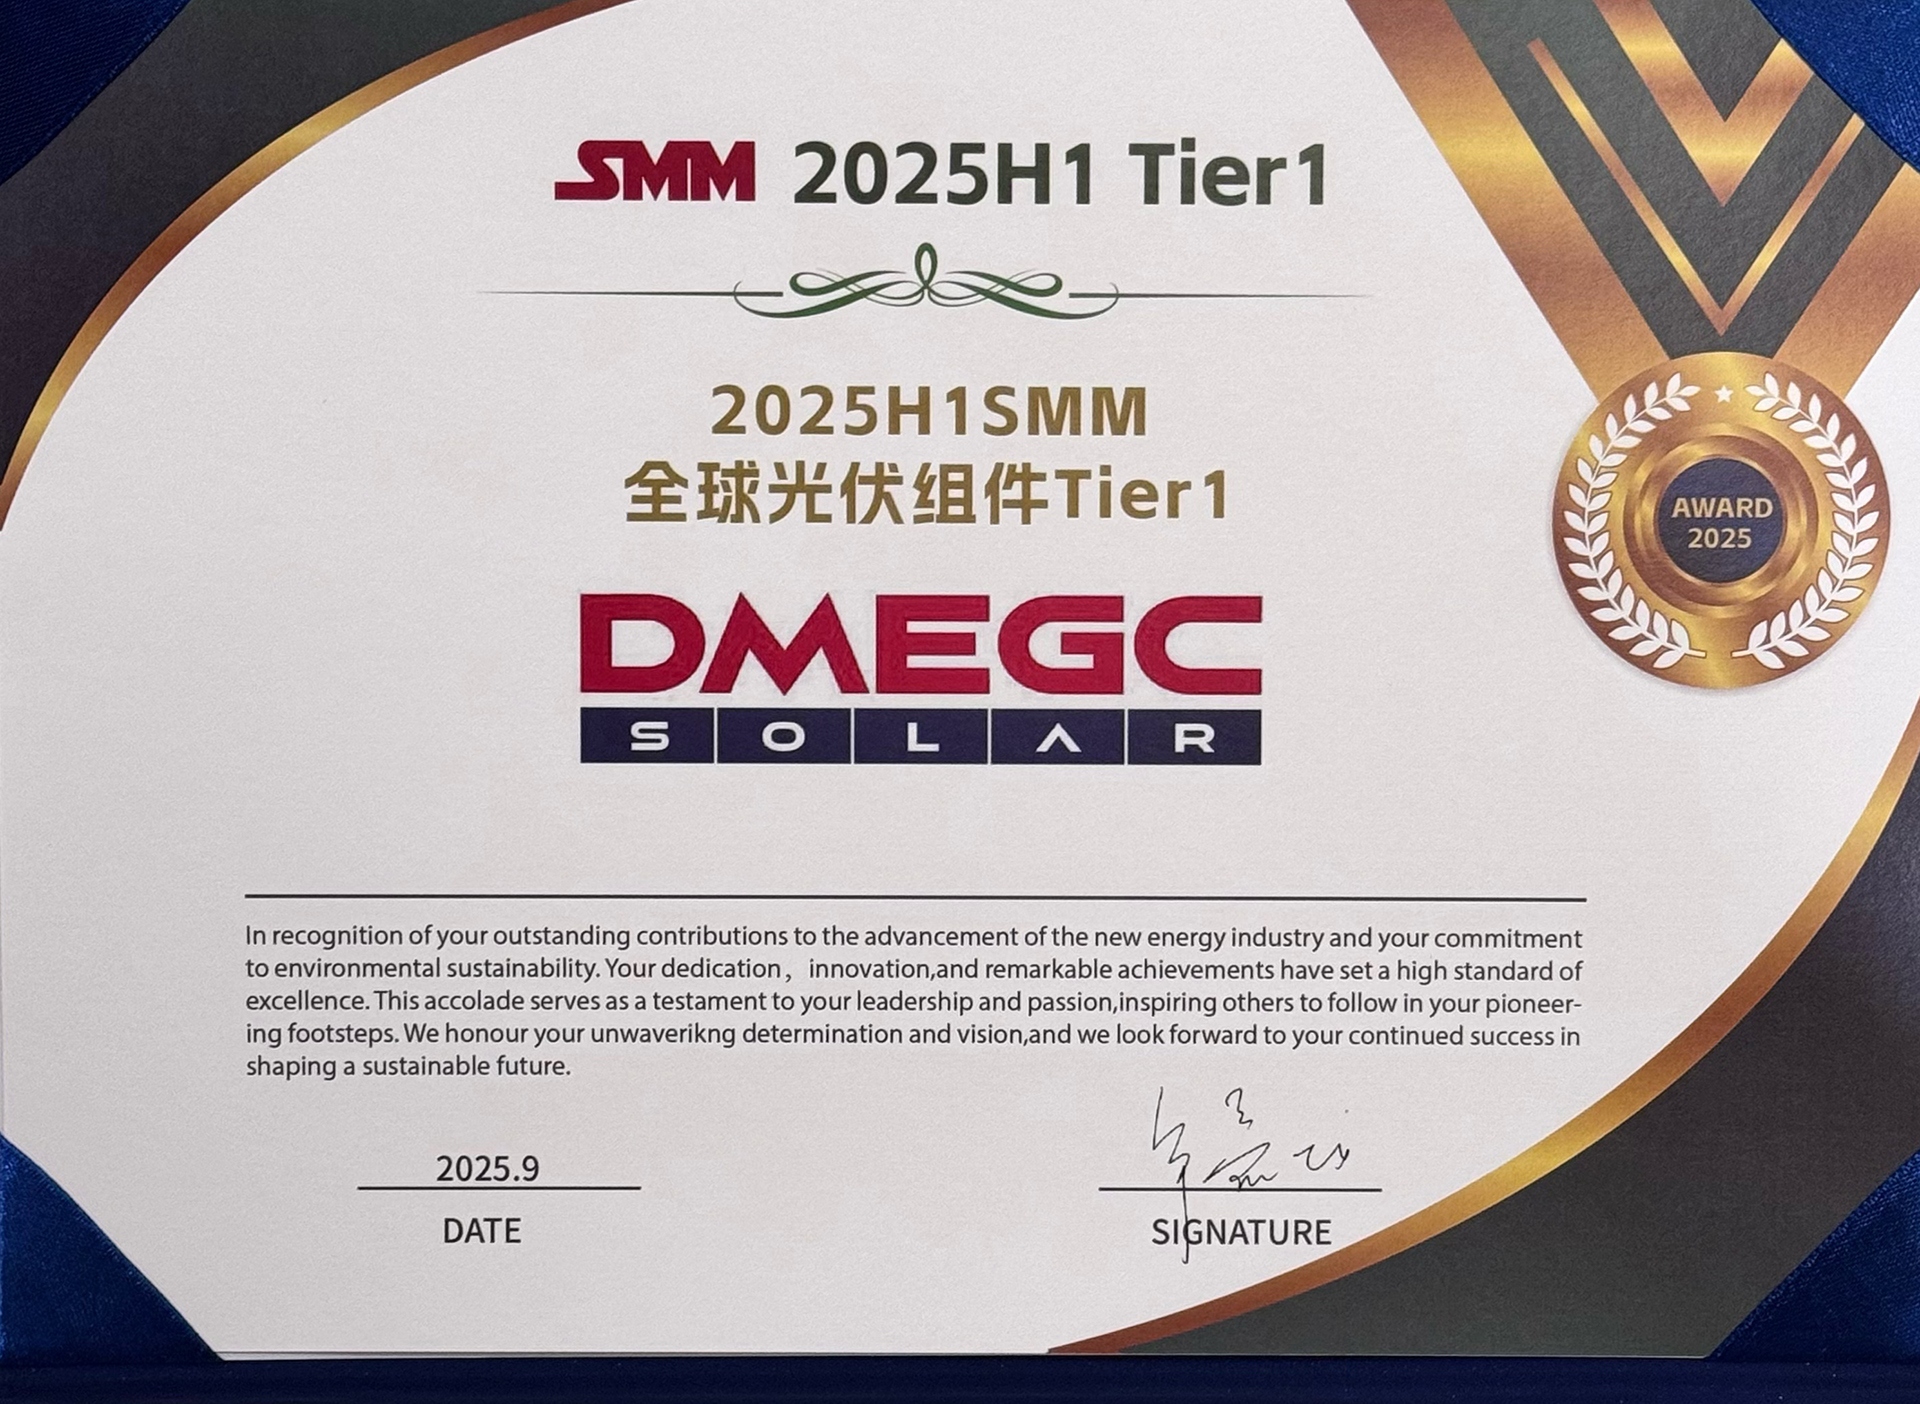 SMM 2025H1 Tier1
2025H1SMM
全球光伏组件Tier1
AWARD
2025
DMEGC
SOLAR
In recognition of your outstanding contributions to the advancement of the new energy industry and your commitment
to environmental sustainability. Your dedication，innovation,and remarkable achievements have set a high standard of
excellence. This accolade serves as a testament to your leadership and passion,inspiring others to follow in your pioneer-
ing footsteps. We honour your unwaverikng determination and vision,and we look forward to your continued success in
shaping a sustainable future.
2025.9
DATE
SIGNATURE